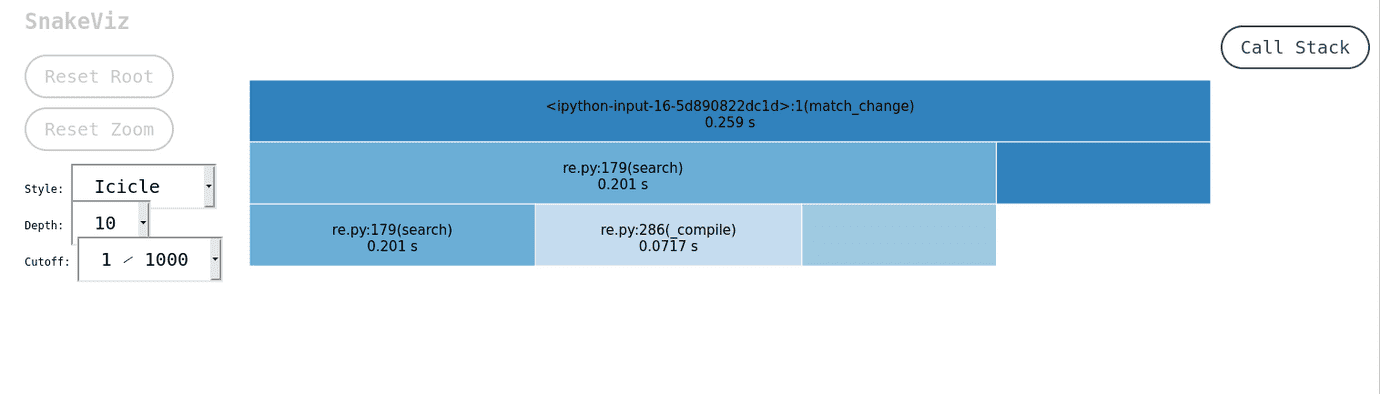 SnakeViz
Call Stack
Reset Root
Reset Zoom
Style: Icicle
Depth: 10
Cutoff: 1 / 1000
<ipython-input-16-5d890822dc1d>:1(match_change)
0.259 s
re.py:179(search)
0.201 s
re.py:179(search)
0.201 s
re.py:286(_compile)
0.0717 s